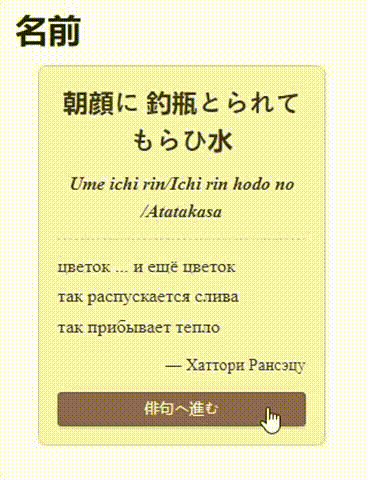 名前
朝顔に 釣瓶とられて
もらひ水
Ume ichi rin/Ichi rin hodo no
/Atatakasa
цветок ... и ещё цветок
так распускается слива
так прибывает тепло
— Хаттори Рансэцу
俳句へ進む